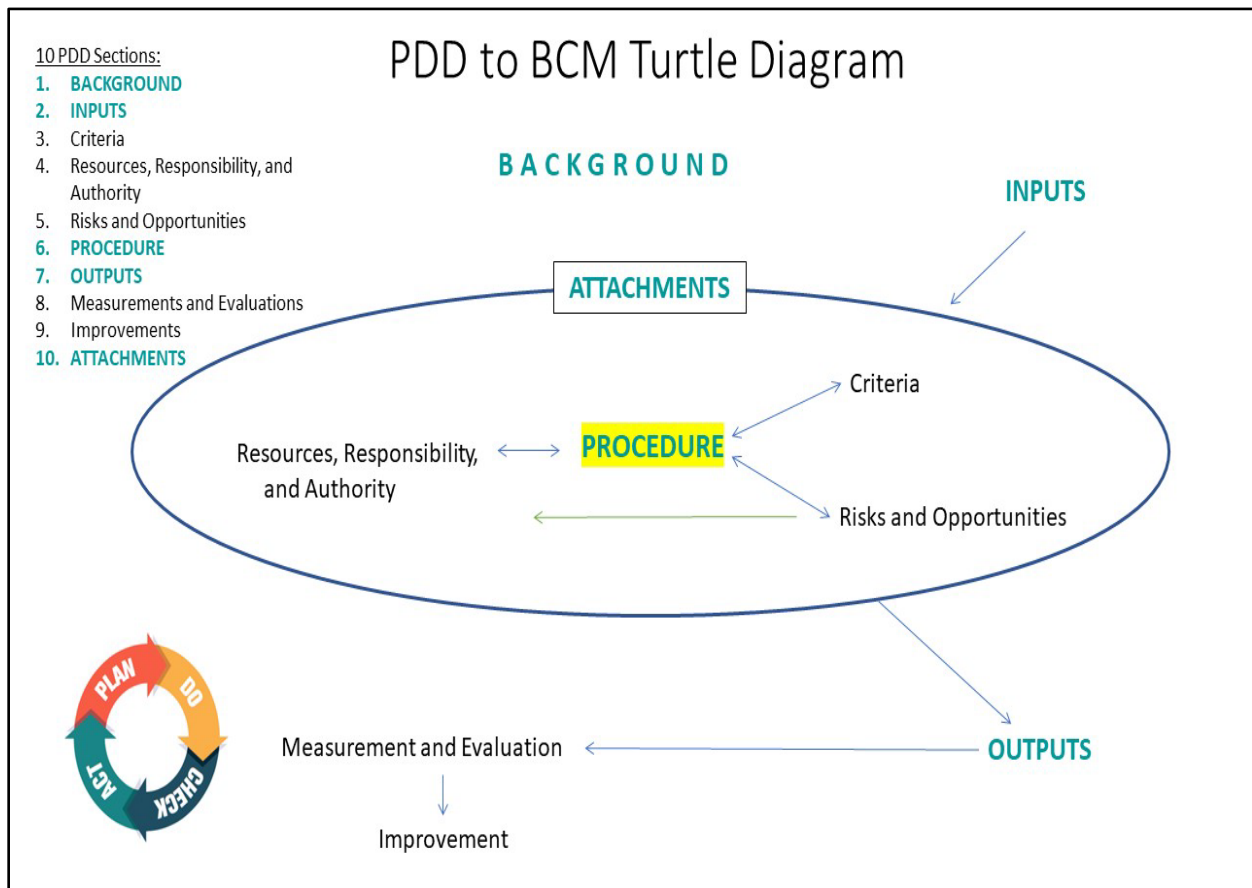 PDD to BCM Turtle Diagram
10 PDD Sections:
1. BACKGROUND
2. INPUTS
3. Criteria
4. Resources, Responsibility, and
Authority
5. Risks and Opportunities
6. PROCEDURE
7. OUTPUTS
8. Measurements and Evaluations
9. Improvements
10. ATTACHMENTS
BACKGROUND
INPUTS
ATTACHMENTS
Criteria
PROCEDURE
Resources, Responsibility,
and Authority
Risks and Opportunities
PLAN
DO
CHECK
ACT
Measurement and Evaluation
OUTPUTS
Improvement